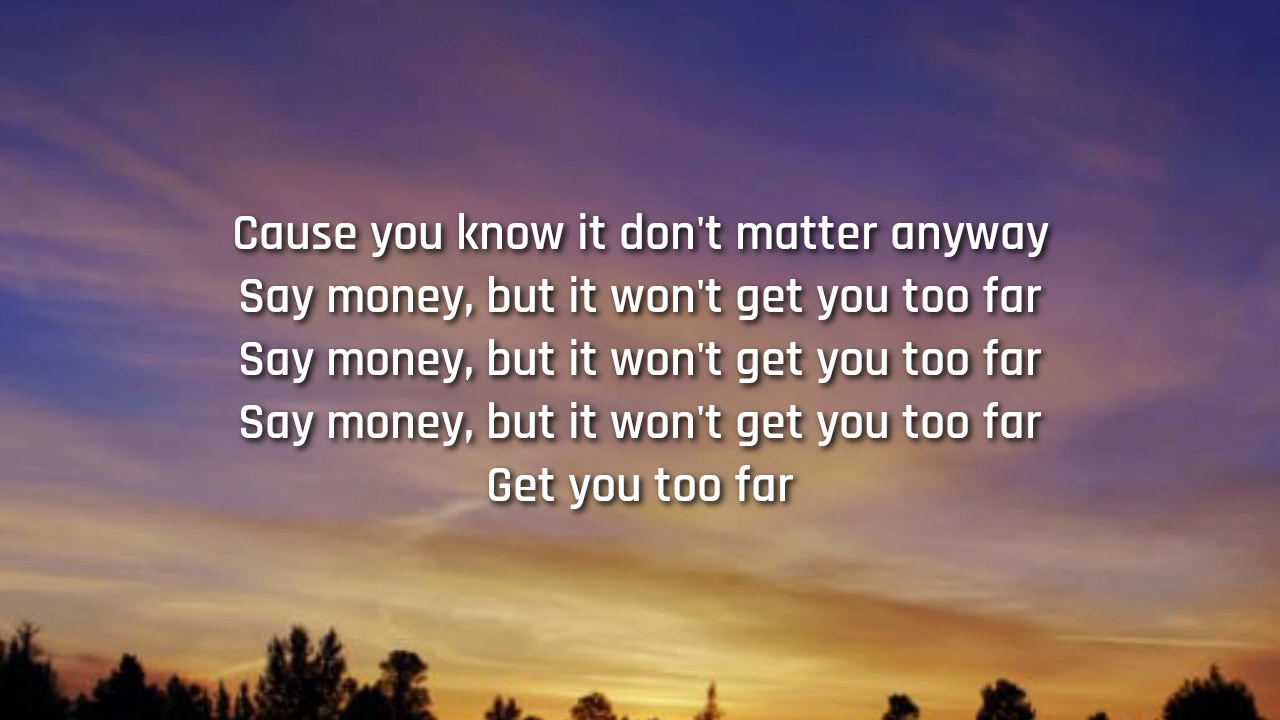 Cause you know it don't matter anyway
Say money, but it won't get you too far
Say money, but it won't get you too far
Say money, but it won't get you too far
Get you too far